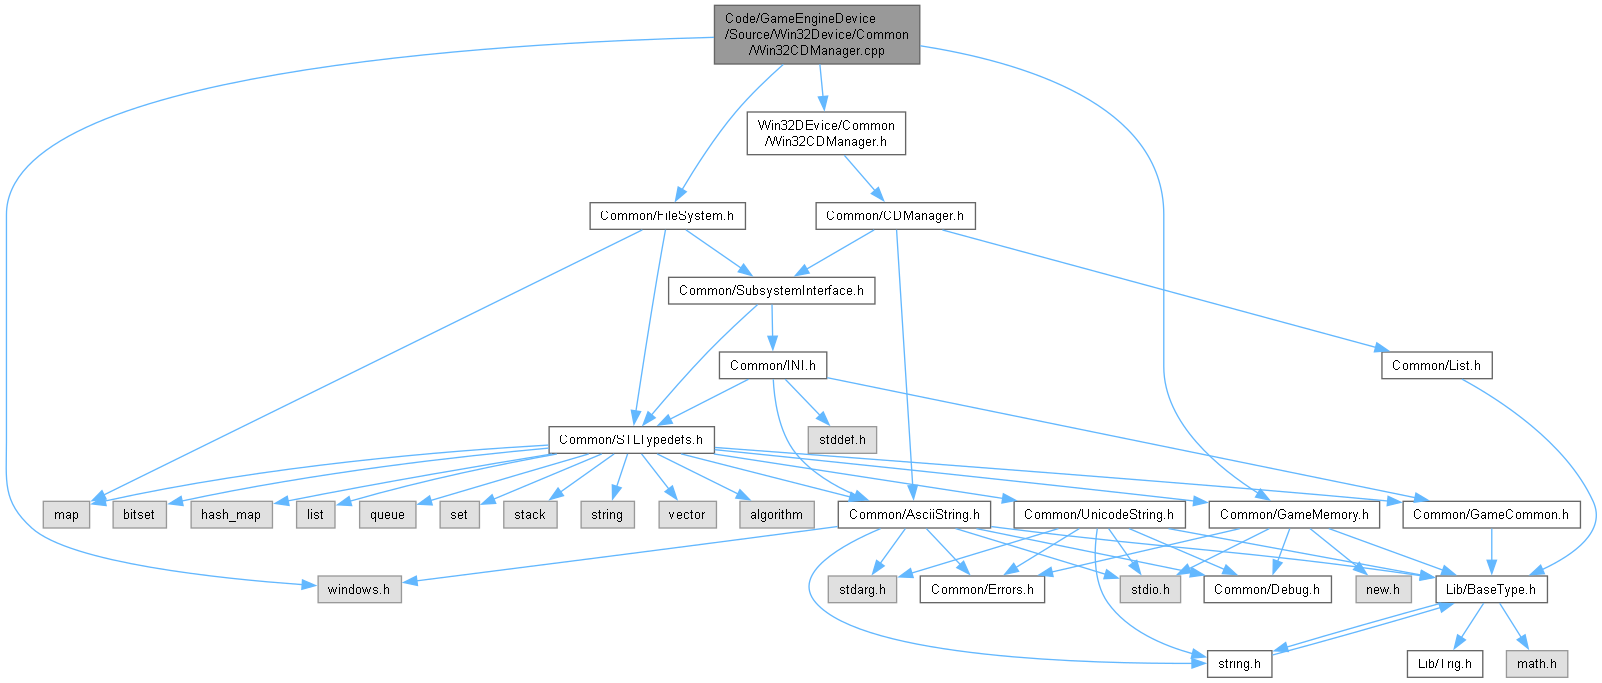 Code/GameEngineDevice
/Source/Win32Device/Common
/Win32CDManager.cpp
Win32DEvice/Common
/Win32CDManager.h
Common/FileSystem.h
Common/CDManager.h
Common/SubsystemInterface.h
Common/INI.h
Common/List.h
Common/STLTypedefs.h
stddef.h
map
bitset
hash_map
list
queue
set
stack
string
vector
algorithm
Common/AsciiString.h
Common/UnicodeString.h
Common/GameMemory.h
Common/GameCommon.h
windows.h
stdarg.h
Common/Errors.h
stdio.h
Common/Debug.h
new.h
Lib/BaseType.h
string.h
Lib/Trig.h
math.h